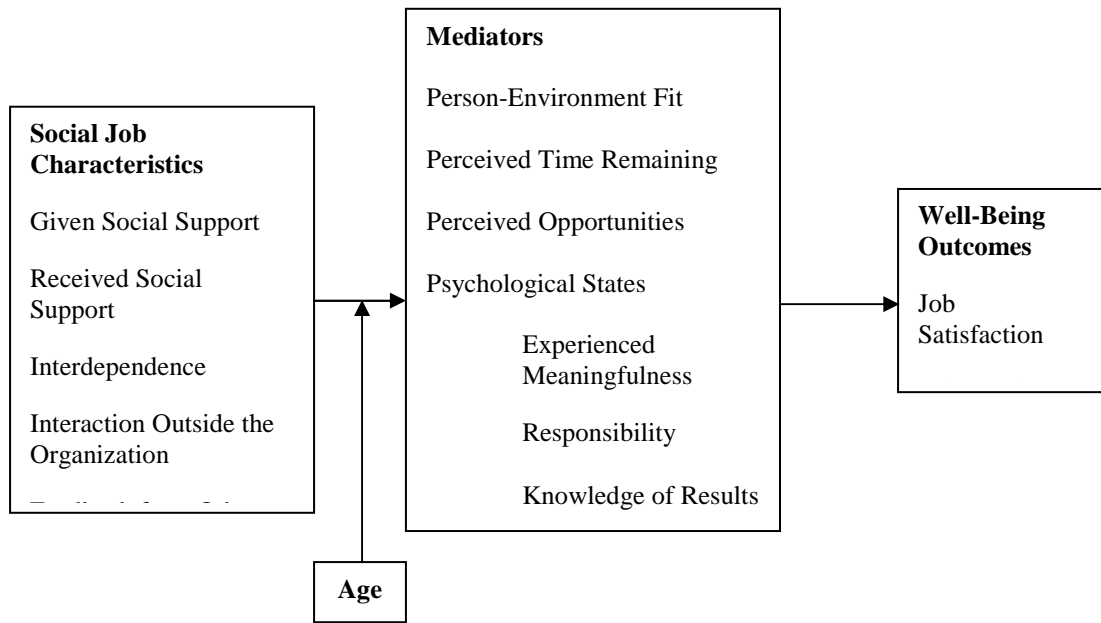 Social Job
Characteristics
Given Social Support
Received Social
Support
Interdependence
Interaction Outside the
Organization
Mediators
Person-Environment Fit
Perceived Time Remaining
Perceived Opportunities
Psychological States
Experienced
Meaningfulness
Responsibility
Knowledge of Results
Well-Being
Outcomes
Job
Satisfaction
Age